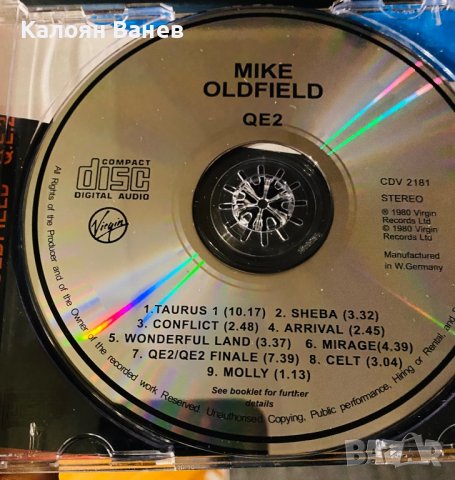 Калоян Ванев
MIKE
OLDFIELD
QE2
COMPACT
disc
DIGITAL AUDIO
Virgin
CDV 2181
STEREO
℗ 1980 Virgin
Records Ltd
© 1980 Virgin
Records Ltd
Manufactured
in W.Germany
1.TAURUS 1 (10.17) 2. SHEBA (3.32)
3. CONFLICT (2.48) 4. ARRIVAL (2.45)
5. WONDERFUL LAND (3.37) 6. MIRAGE(4.39)
7. QE2/QE2 FINALE (7.39) 8. CELT (3.04)
9. MOLLY (1.13)
See booklet for further
details
All Rights of the Producer and of the Owner of the recorded work Reserved. Unauthorised Copying, Public performance, Hiring or Rental
OLDFIELD QE2
BAZAR